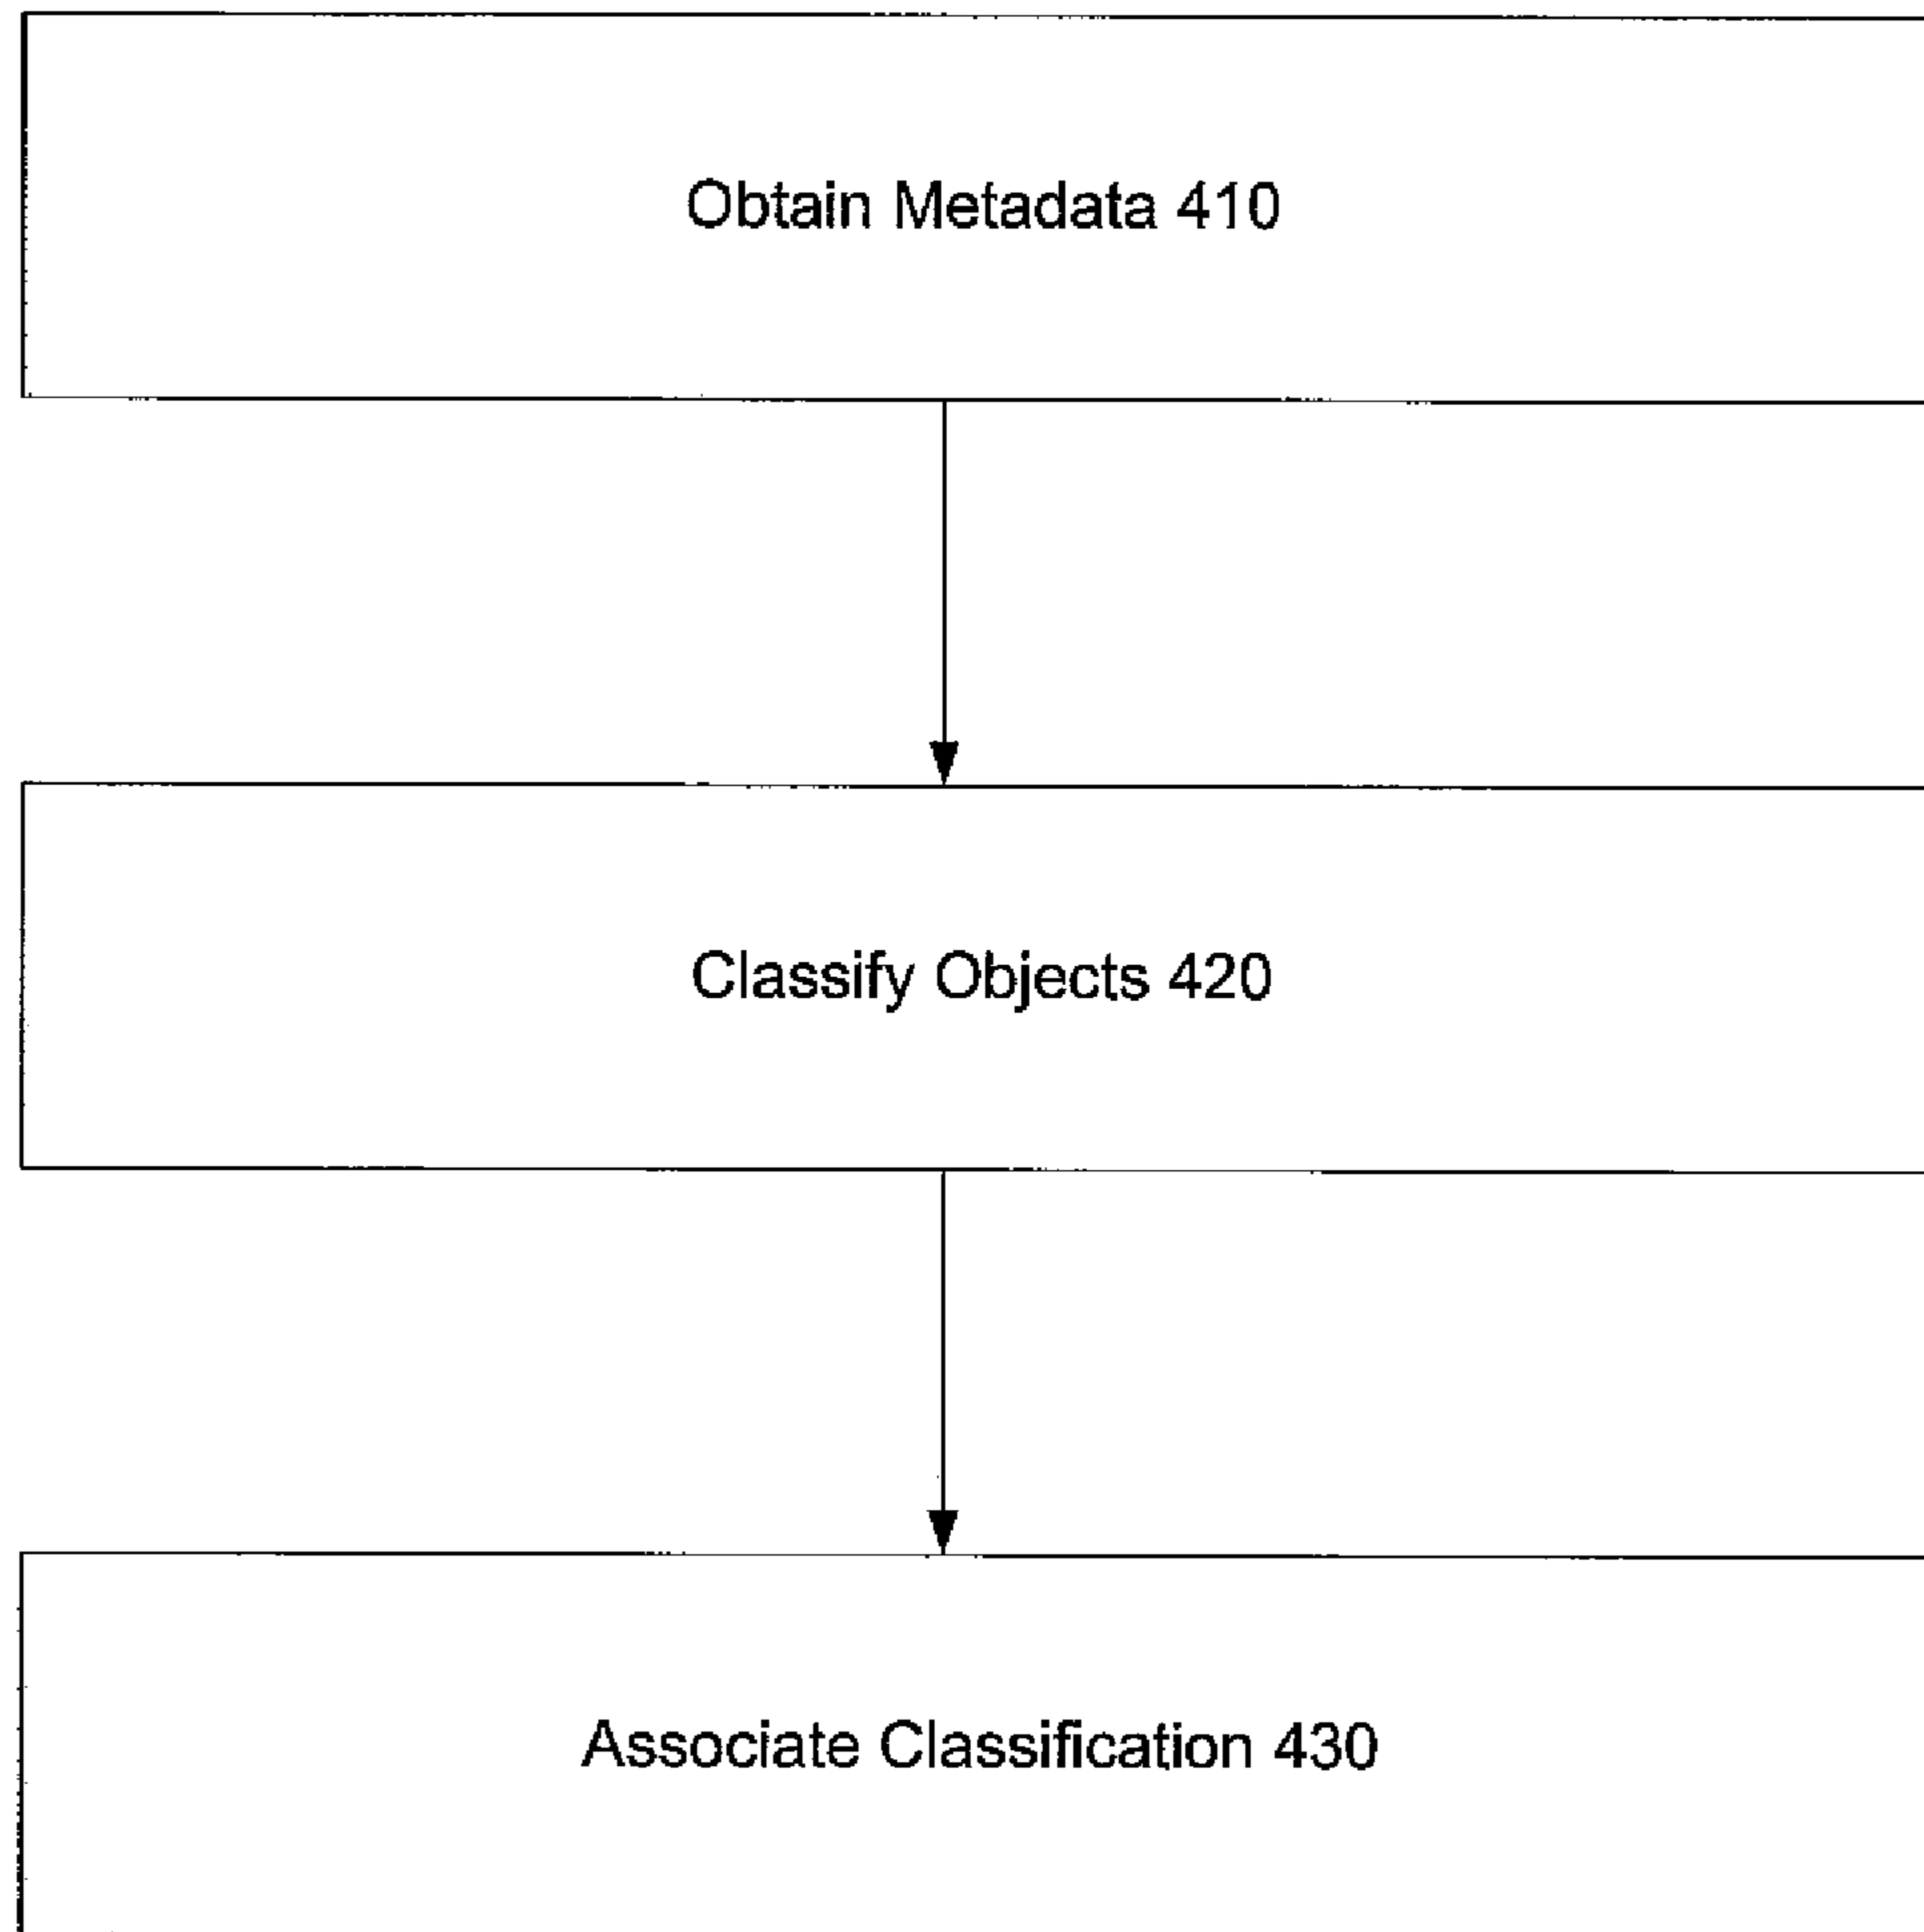 Obtain Metadata 410
Classify Objects 420
Associate Classification 430